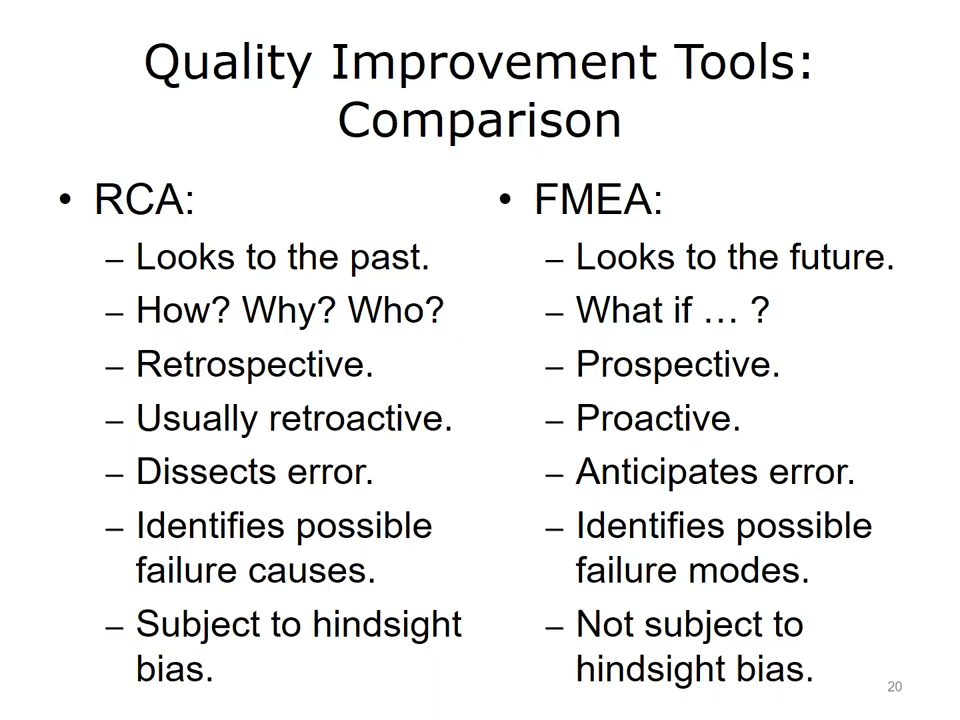 Quality Improvement Tools:
Comparison
• RCA:
– Looks to the past.
– How? Why? Who?
– Retrospective.
– Usually retroactive.
– Dissects error.
– Identifies possible
failure causes.
– Subject to hindsight
bias.
• FMEA:
– Looks to the future.
– What if … ?
– Prospective.
– Proactive.
– Anticipates error.
– Identifies possible
failure modes.
– Not subject to
hindsight bias.
20